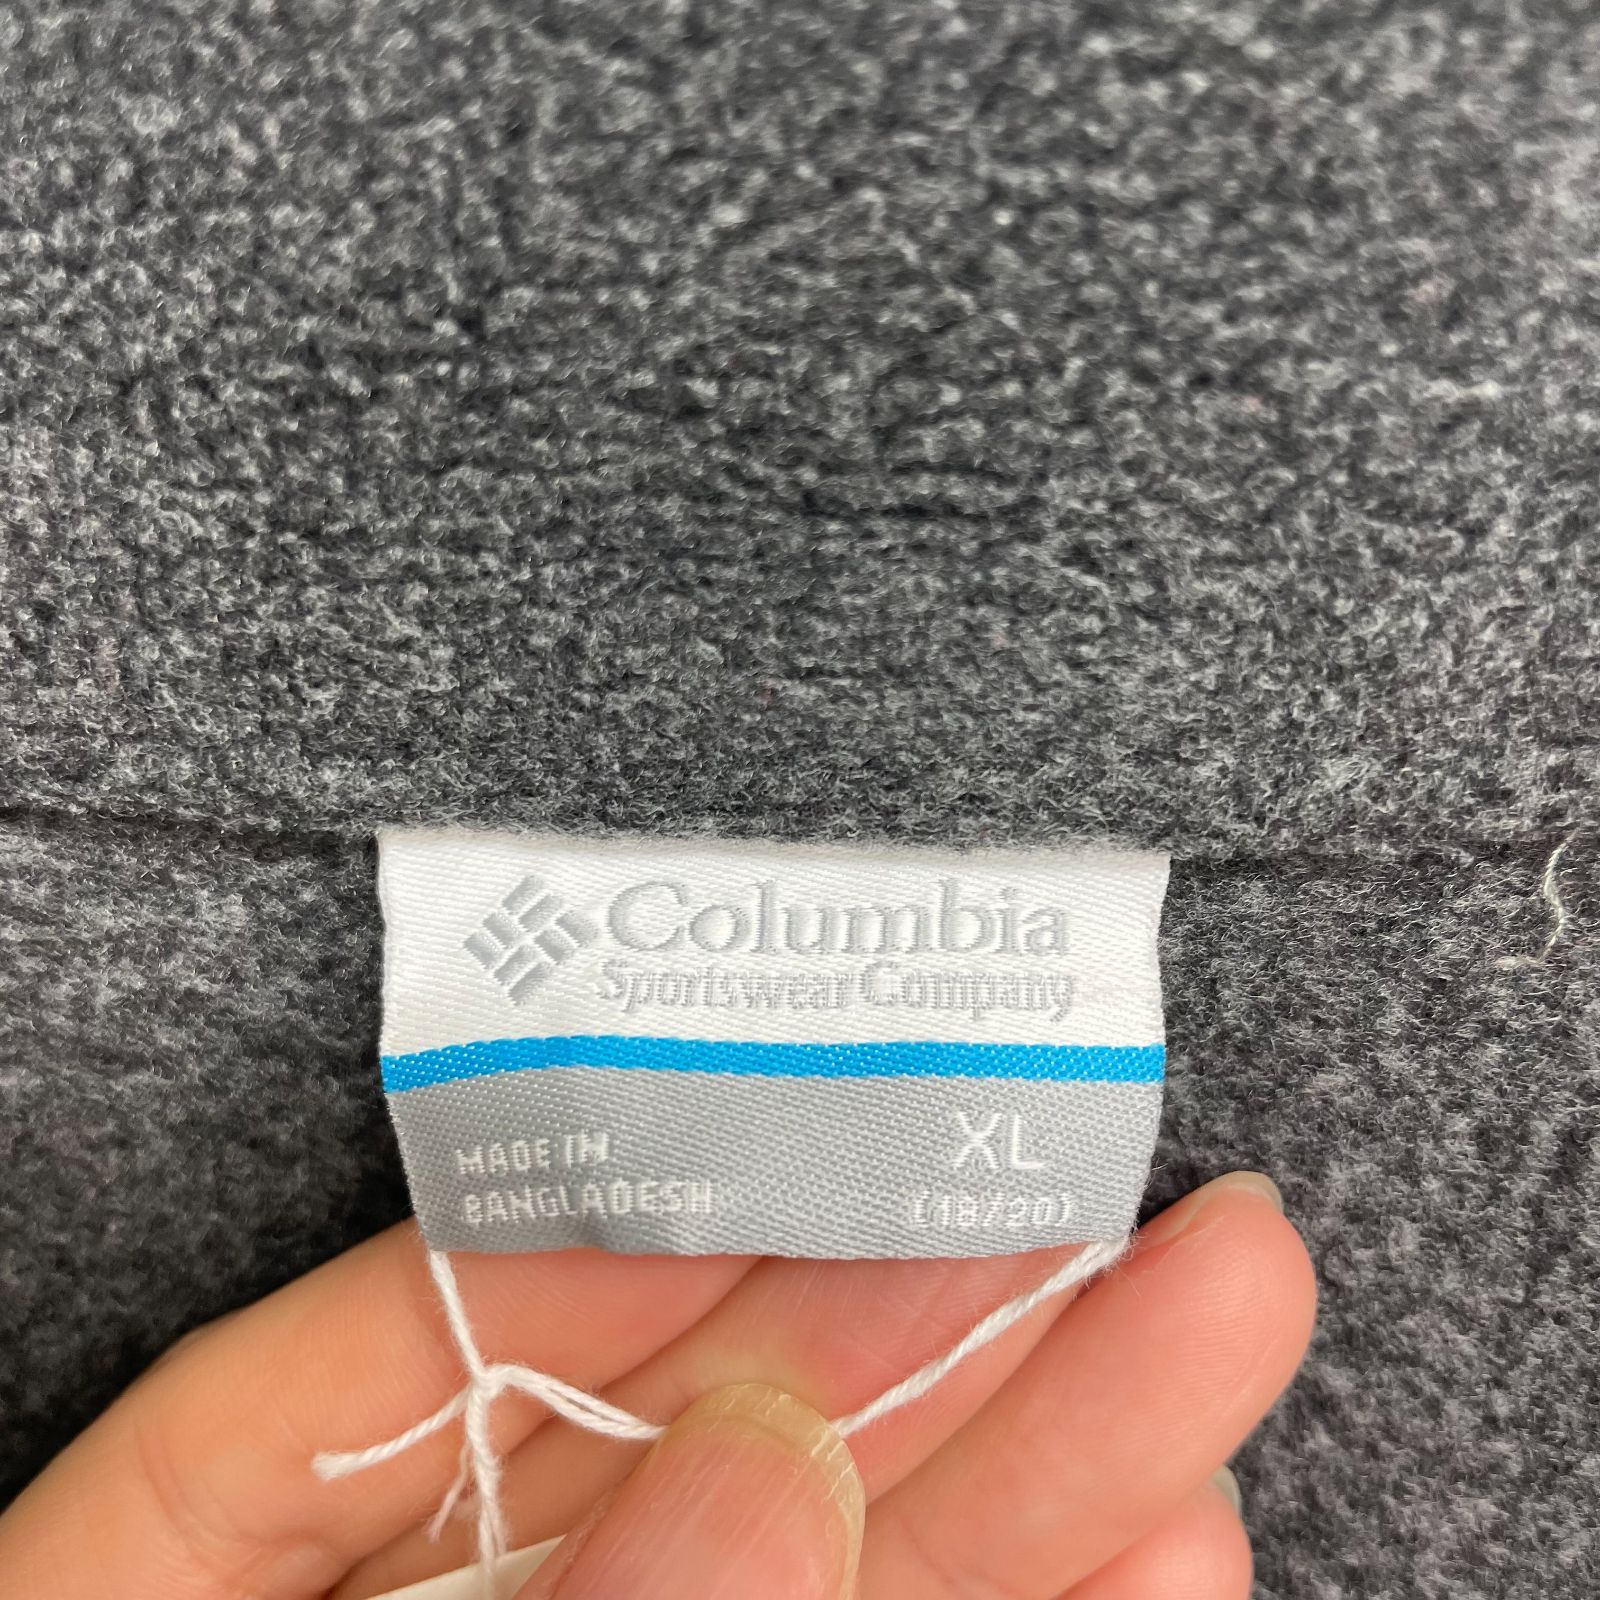 Columbia
Sportswear Company
MADE IN
BANGLADESH
XL
(18/20)